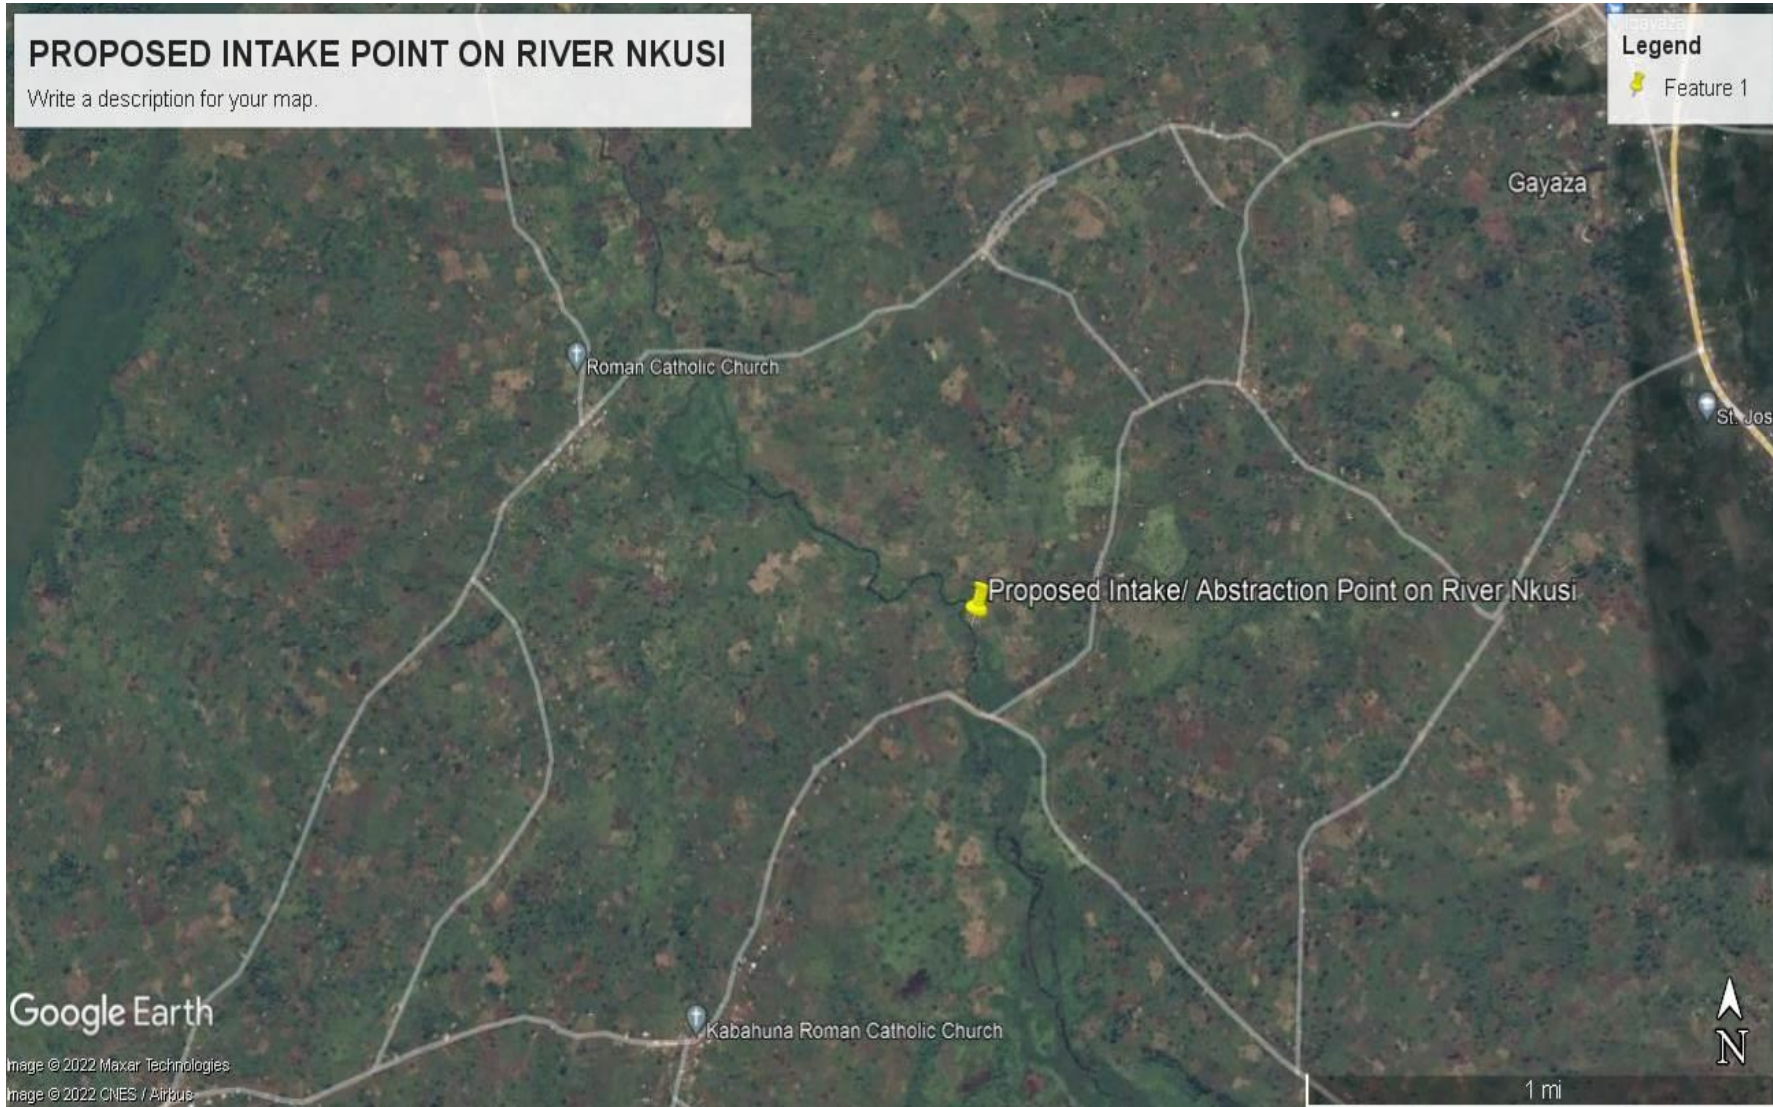 PROPOSED INTAKE POINT ON RIVER NKUSI
Write a description for your map.
Legend
Feature 1
Gayaza
Roman Catholic Church
St. Jos
Proposed Intake/ Abstraction Point on River Nkusi
Kabahuna Roman Catholic Church
Google Earth
Image © 2022 Maxar Technologies
Image © 2022 CNES / Airbus
N
1 mi